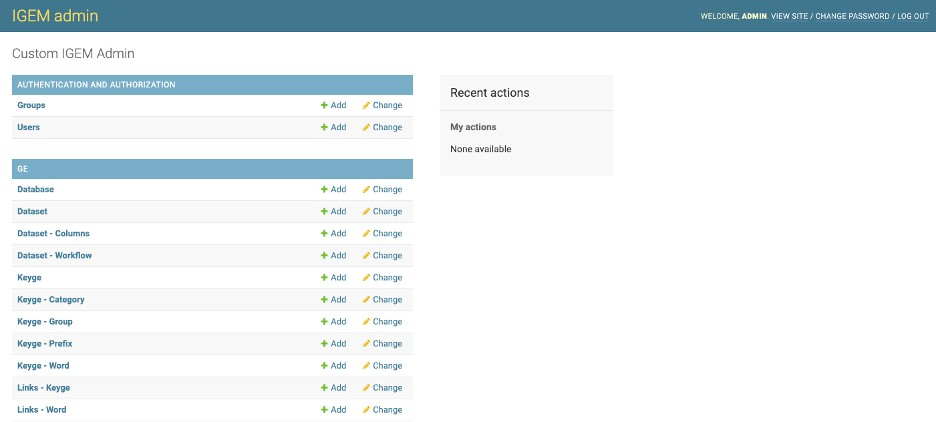 IGEM admin
WELCOME, ADMIN. VIEW SITE / CHANGE PASSWORD / LOG OUT
Custom IGEM Admin
AUTHENTICATION AND AUTHORIZATION
Groups + Add Change
Users + Add Change
GE
Database + Add Change
Dataset + Add Change
Dataset - Columns + Add Change
Dataset - Workflow + Add Change
Keyge + Add Change
Keyge - Category + Add Change
Keyge - Group + Add Change
Keyge - Prefix + Add Change
Keyge - Word + Add Change
Links - Keyge + Add Change
Links - Word + Add Change
Recent actions
My actions
None available